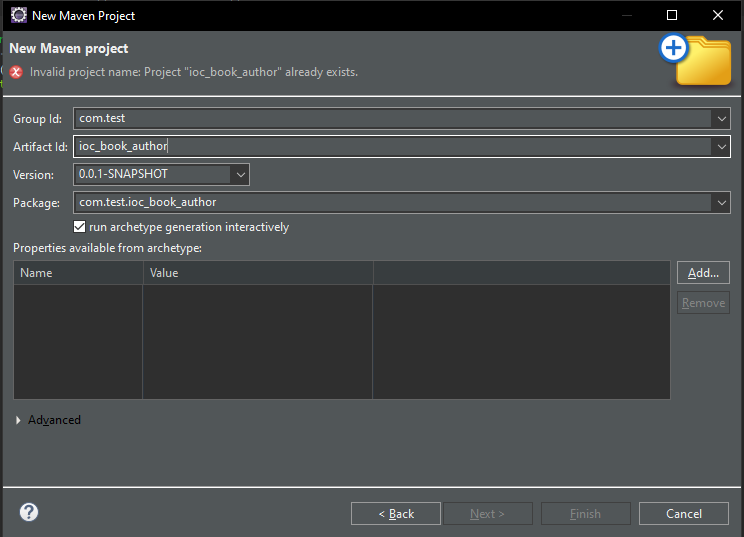 New Maven Project
New Maven project
Invalid project name: Project "ioc_book_author" already exists.
Group Id: com.test
Artifact Id: ioc_book_author
Version: 0.0.1-SNAPSHOT
Package: com.test.ioc_book_author
run archetype generation interactively
Properties available from archetype:
Name Value
Add...
Remove
Advanced
? < Back Next > Finish Cancel